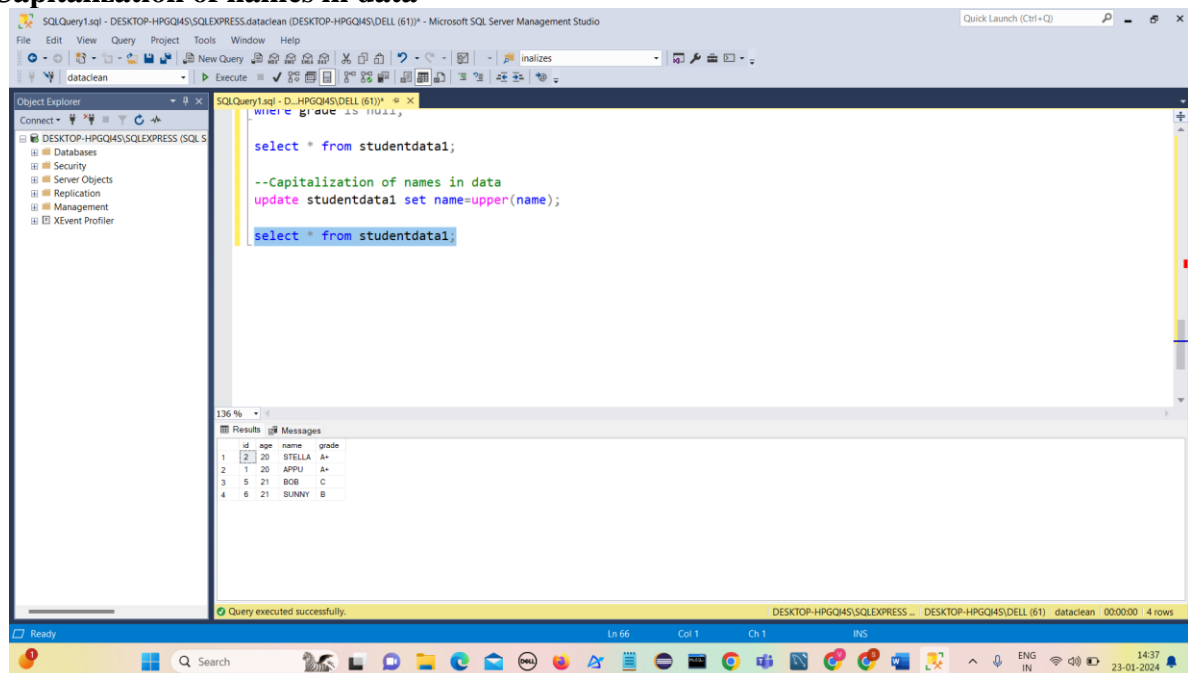 Capitalization of names in data
SQLQuery1.sql - DESKTOP-HPGQI4S\SQLEXPRESS.dataclean (DESKTOP-HPGQI4S\DELL (61))* - Microsoft SQL Server Management Studio
Quick Launch (Ctrl+Q)
File Edit View Query Project Tools Window Help
New Query
inalizes
dataclean
Execute
Object Explorer
SQLQuery1.sql - D...HPGQI4S\DELL (61))*
Connect
DESKTOP-HPGQI4S\SQLEXPRESS (SQL S
Databases
Security
Server Objects
Replication
Management
XEvent Profiler
where grade is null;
select * from studentdata1;
--Capitalization of names in data
update studentdata1 set name=upper(name);
select * from studentdata1;
136 %
Results Messages
id age name grade
1 2 20 STELLA A+
2 1 20 APPU A+
3 5 21 BOB C
4 6 21 SUNNY B
Query executed successfully.
DESKTOP-HPGQI4S\SQLEXPRESS ... DESKTOP-HPGQI4S\DELL (61) dataclean 00:00:00 4 rows
Ready
Ln 66 Col 1 Ch 1 INS
1
Search
DELL
ENG
IN
14:37
23-01-2024